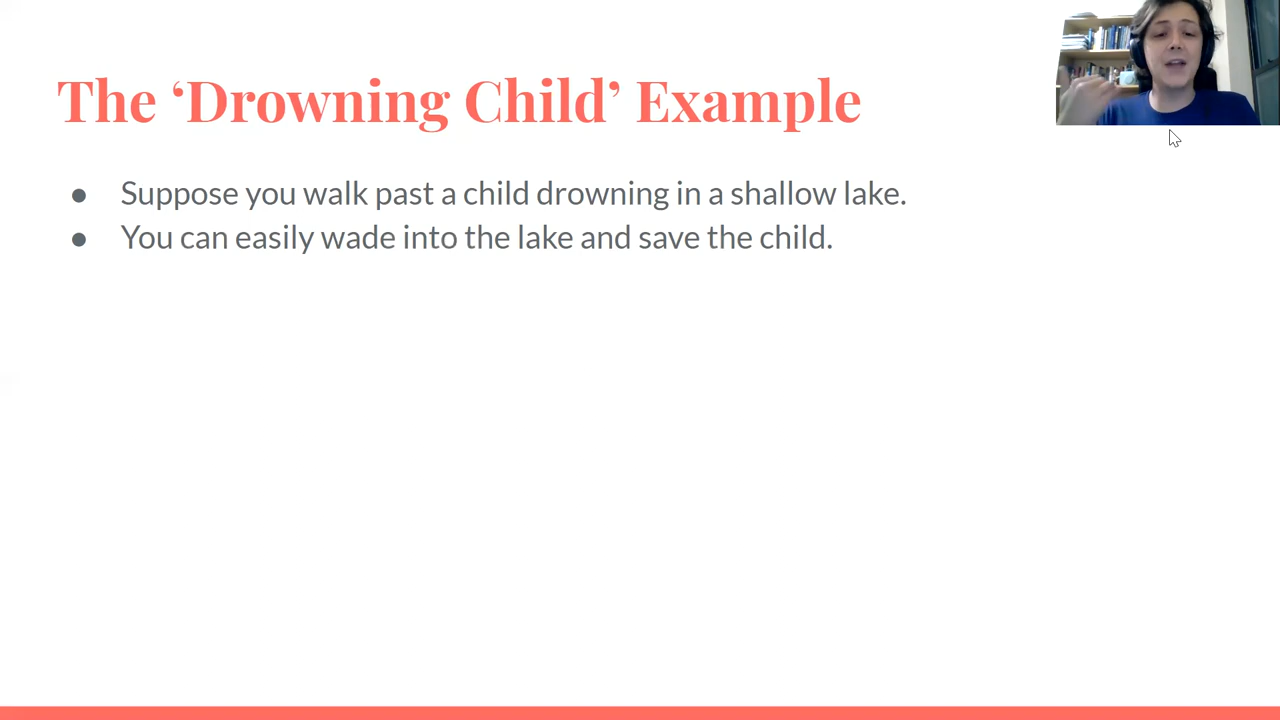 The ‘Drowning Child’ Example
● Suppose you walk past a child drowning in a shallow lake.
● You can easily wade into the lake and save the child.